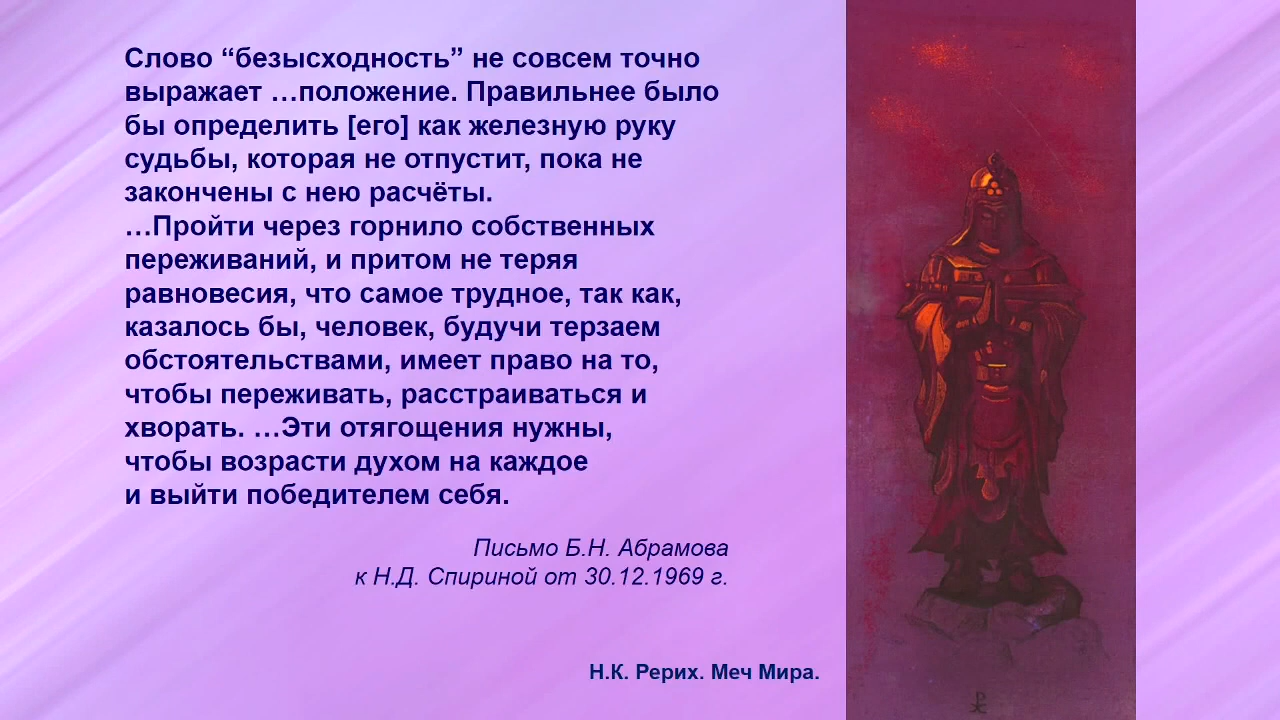 Слово “безысходность” не совсем точно
выражает …положение. Правильнее было
бы определить [его] как железную руку
судьбы, которая не отпустит, пока не
закончены с нею расчёты.
…Пройти через горнило собственных
переживаний, и притом не теряя
равновесия, что самое трудное, так как,
казалось бы, человек, будучи терзаем
обстоятельствами, имеет право на то,
чтобы переживать, расстраиваться и
хворать. …Эти отягощения нужны,
чтобы возрасти духом на каждое
и выйти победителем себя.
Письмо Б.Н. Абрамова
к Н.Д. Спириной от 30.12.1969 г.
Н.К. Рерих. Меч Мира.